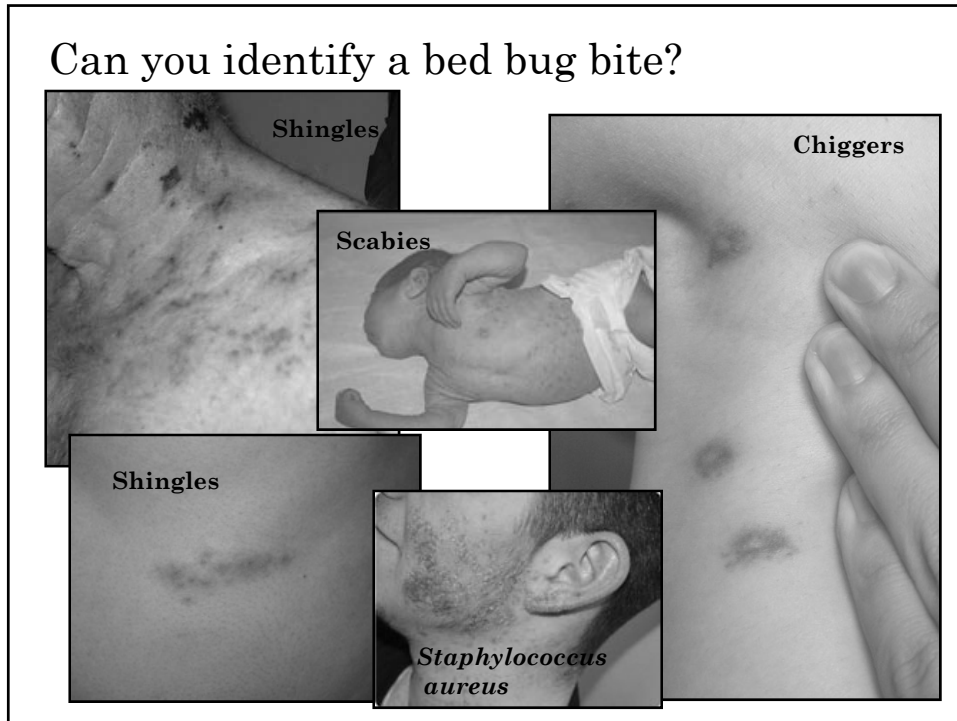 Can you identify a bed bug bite?
Shingles
Chiggers
Scabies
Shingles
Staphylococcus
aureus